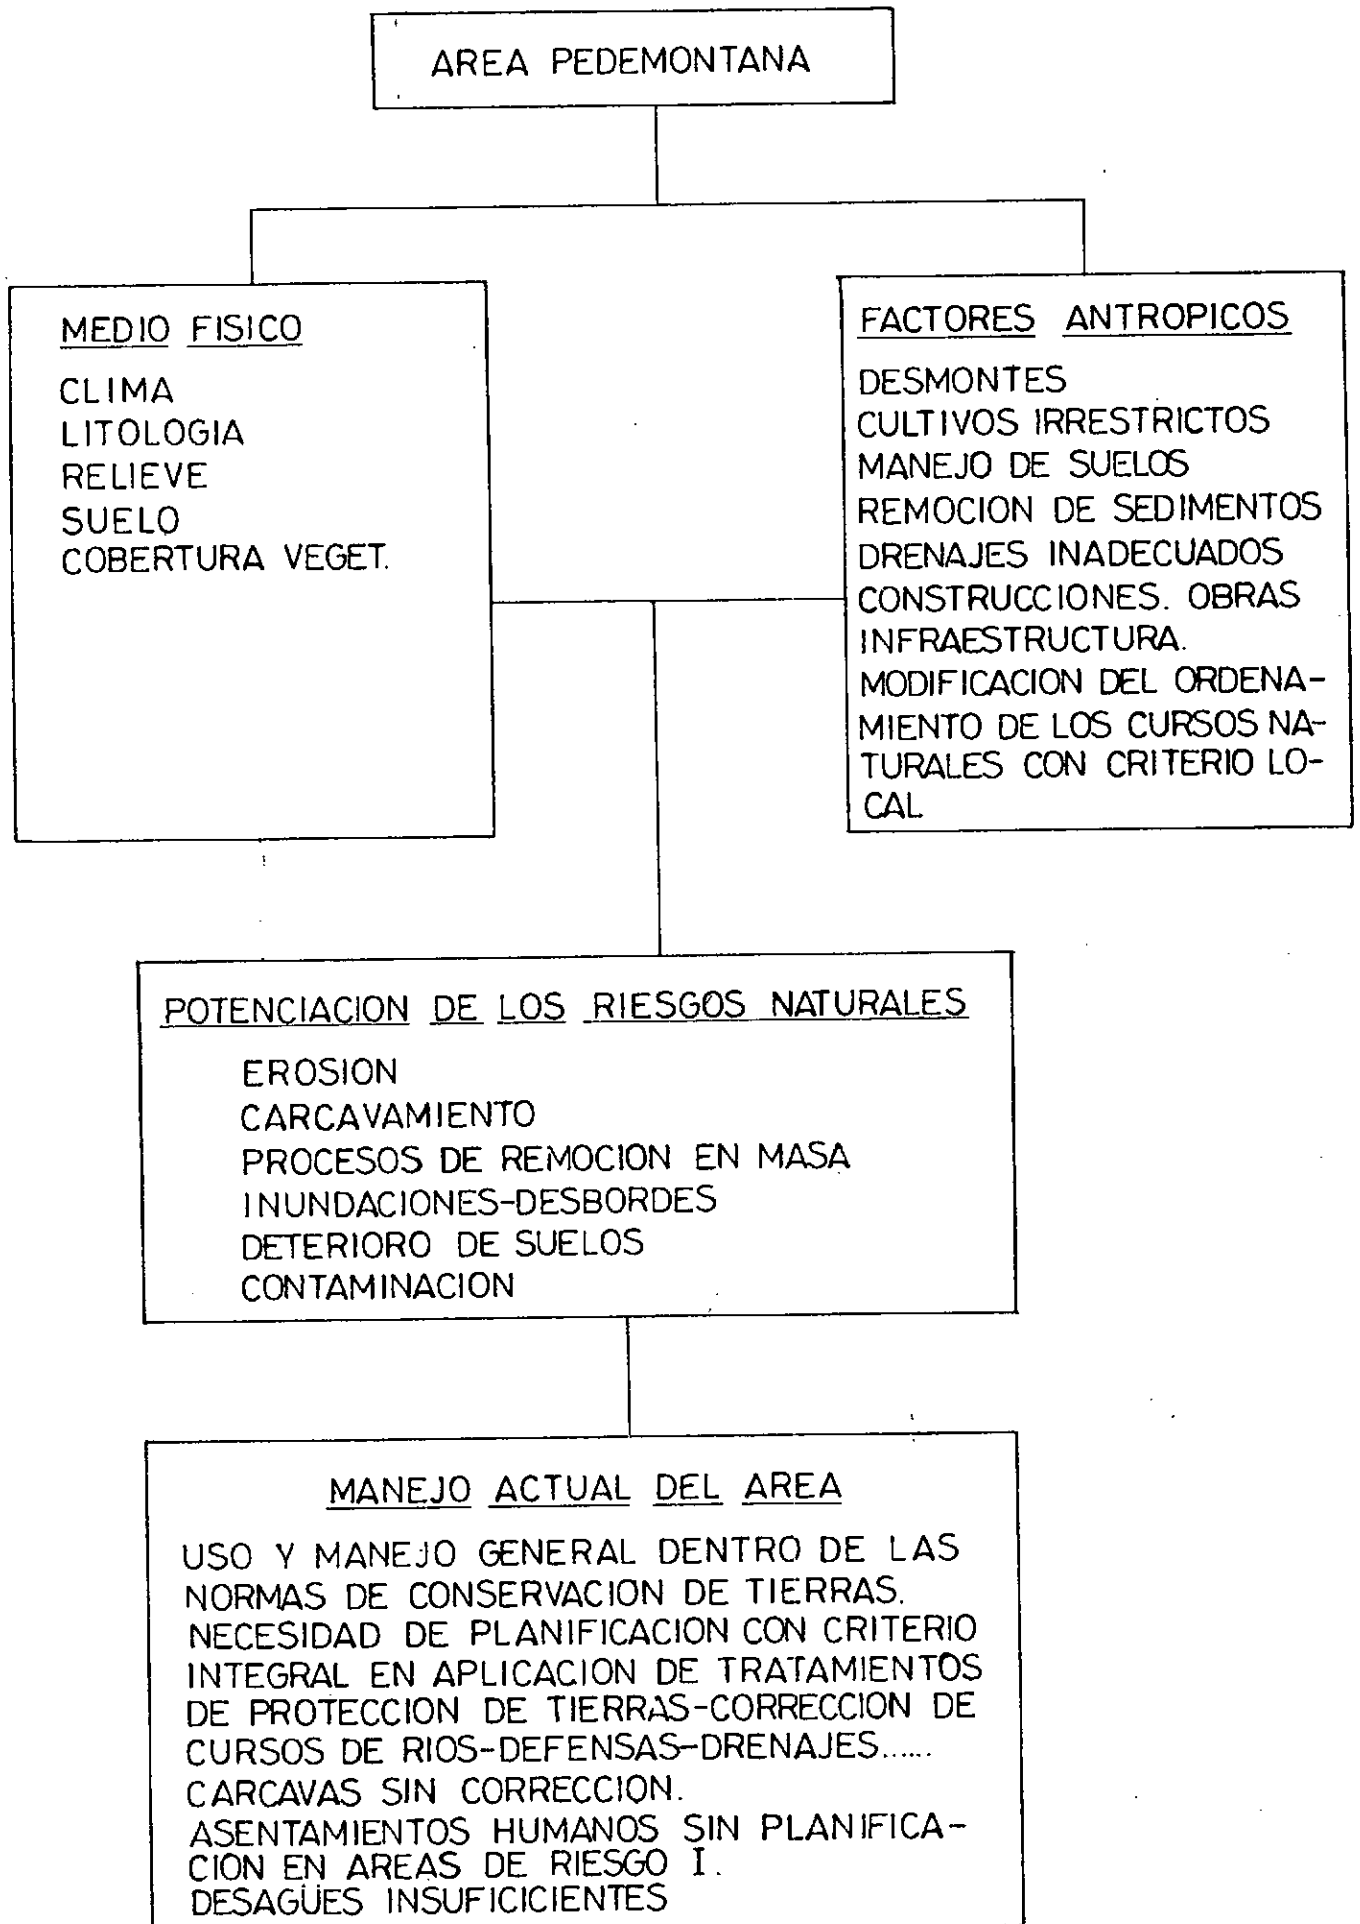 AREA PEDEMONTANA
MEDIO FISICO
CLIMA
LITOLOGIA
RELIEVE
SUELO
COBERTURA VEGET.
FACTORES ANTROPICOS
DESMONTES
CULTIVOS IRRESTRICTOS
MANEJO DE SUELOS
REMOCION DE SEDIMENTOS
DRENAJES INADECUADOS
CONSTRUCCIONES. OBRAS
INFRAESTRUCTURA.
MODIFICACION DEL ORDENA-
MIENTO DE LOS CURSOS NA-
TURALES CON CRITERIO LO-
CAL
POTENCIACION DE LOS RIESGOS NATURALES
EROSION
CARCAVAMIENTO
PROCESOS DE REMOCION EN MASA
INUNDACIONES-DESBORDES
DETERIORO DE SUELOS
CONTAMINACION
MANEJO ACTUAL DEL AREA
USO Y MANEJO GENERAL DENTRO DE LAS
NORMAS DE CONSERVACION DE TIERRAS.
NECESIDAD DE PLANIFICACION CON CRITERIO
INTEGRAL EN APLICACION DE TRATAMIENTOS
DE PROTECCION DE TIERRAS-CORRECCION DE
CURSOS DE RIOS-DEFENSAS-DRENAJES......
CARCAVAS SIN CORRECCION.
ASENTAMIENTOS HUMANOS SIN PLANIFICA-
CION EN AREAS DE RIESGO I.
DESAGÜES INSUFICICIENTES